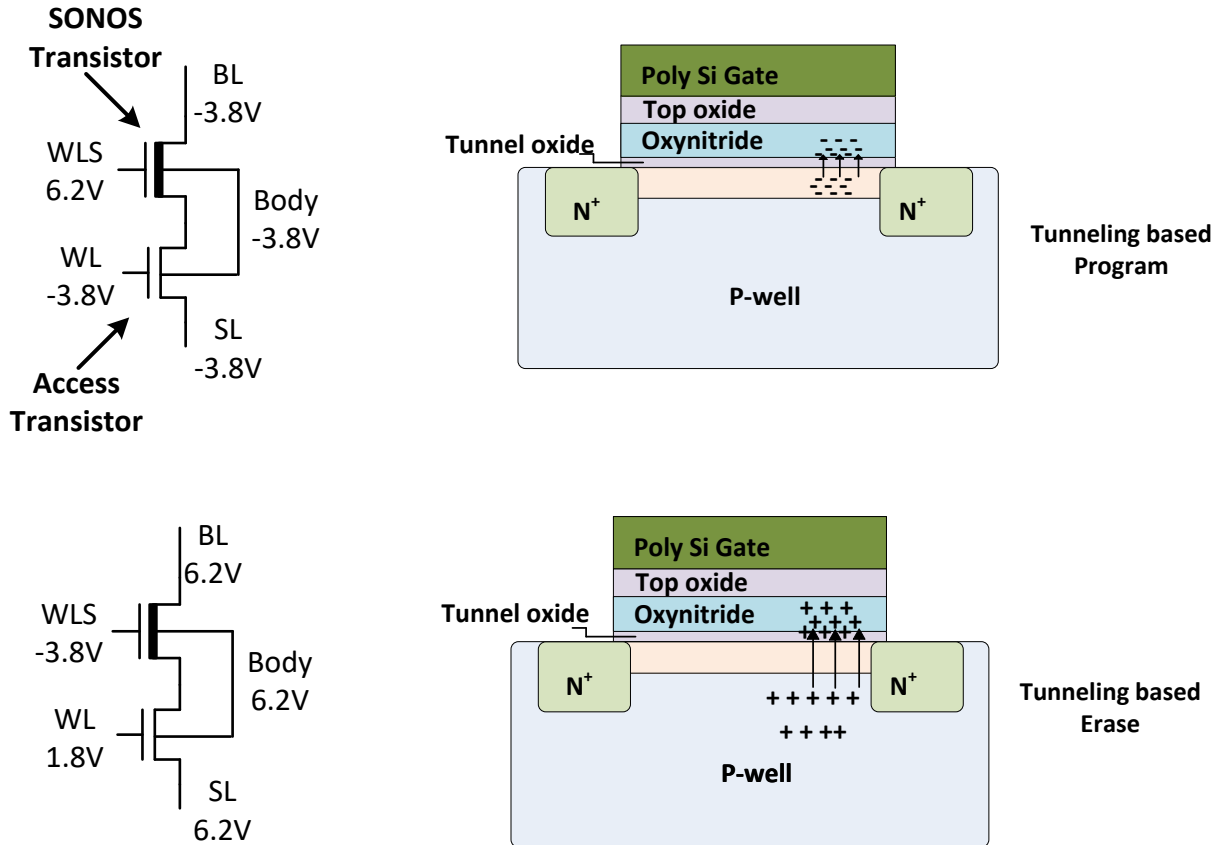 SONOS
Transistor
BL
-3.8V
WLS
6.2V
Body
-3.8V
WL
-3.8V
SL
-3.8V
Access
Transistor
Poly Si Gate
Top oxide
Oxynitride
Tunnel oxide
N+
N+
P-well
Tunneling based
Program
BL
6.2V
WLS
-3.8V
Body
6.2V
WL
1.8V
SL
6.2V
Poly Si Gate
Top oxide
Oxynitride
Tunnel oxide
N+
N+
P-well
Tunneling based
Erase